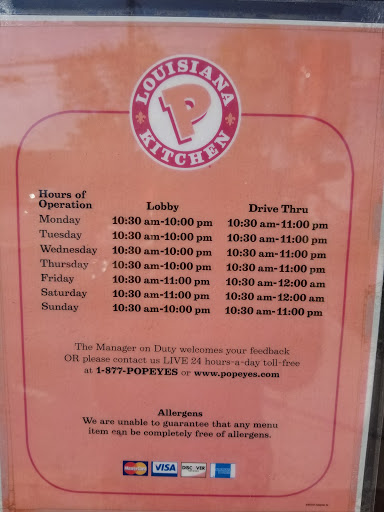 LOUISIANA
P
KITCHEN
Hours of
Operation Lobby Drive Thru
Monday 10:30 am-10:00 pm 10:30 am-11:00 pm
Tuesday 10:30 am-10:00 pm 10:30 am-11:00 pm
Wednesday 10:30 am-10:00 pm 10:30 am-11:00 pm
Thursday 10:30 am-10:00 pm 10:30 am-11:00 pm
Friday 10:30 am-11:00 pm 10:30 am-12:00 am
Saturday 10:30 am-11:00 pm 10:30 am-12:00 am
Sunday 10:30 am-10:00 pm 10:30 am-11:00 pm
The Manager on Duty welcomes your feedback
OR please contact us LIVE 24 hours-a-day toll-free
at 1-877-POPEYES or www.popeyes.com
Allergens
We are unable to guarantee that any menu
item can be completely free of allergens.
MasterCard VISA DISCOVER